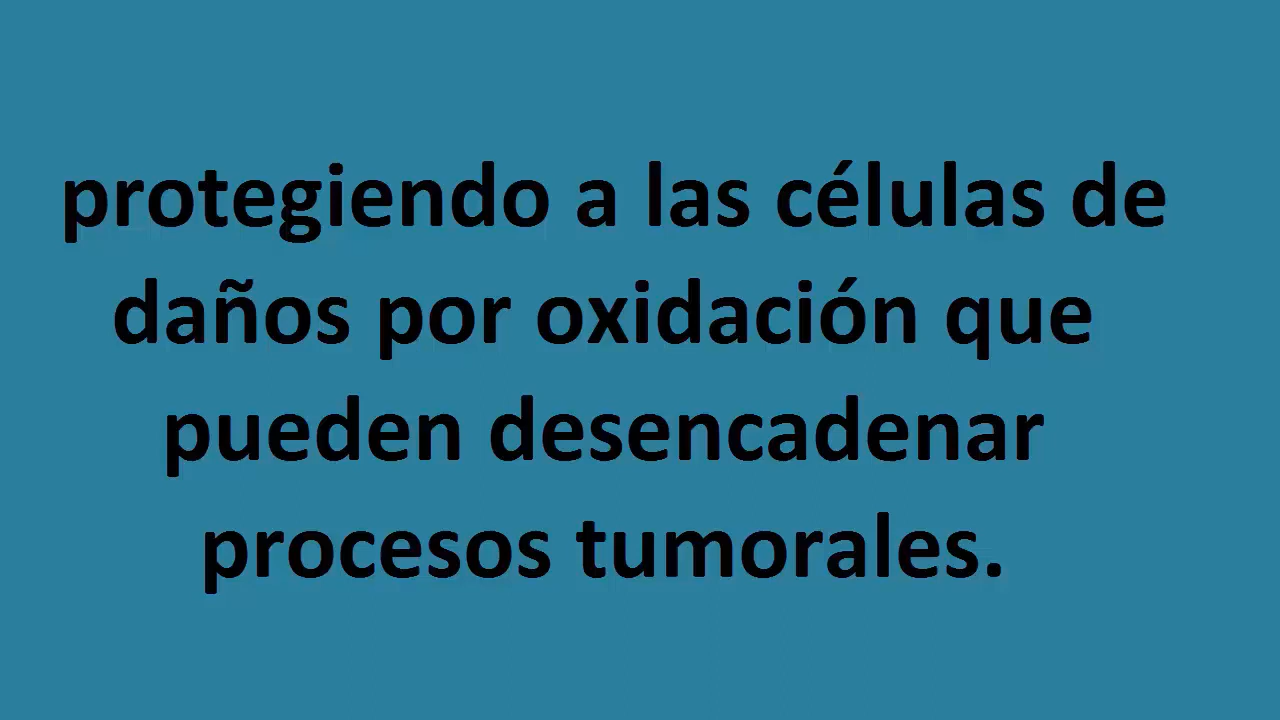 protegiendo a las células de
daños por oxidación que
pueden desencadenar
procesos tumorales.